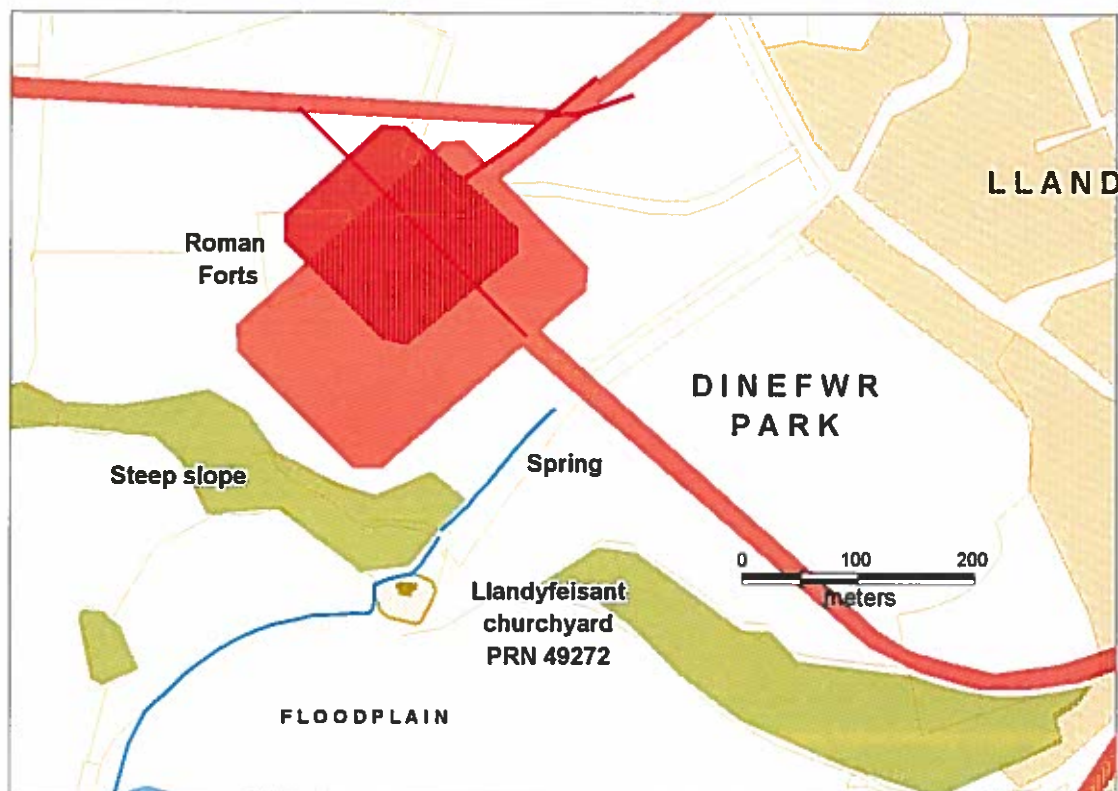 LLAND
Roman
Forts
DINEFWR
PARK
Steep slope
Spring
0 100 200
meters
Llandyfeisant
churchyard
PRN 49272
FLOODPLAIN